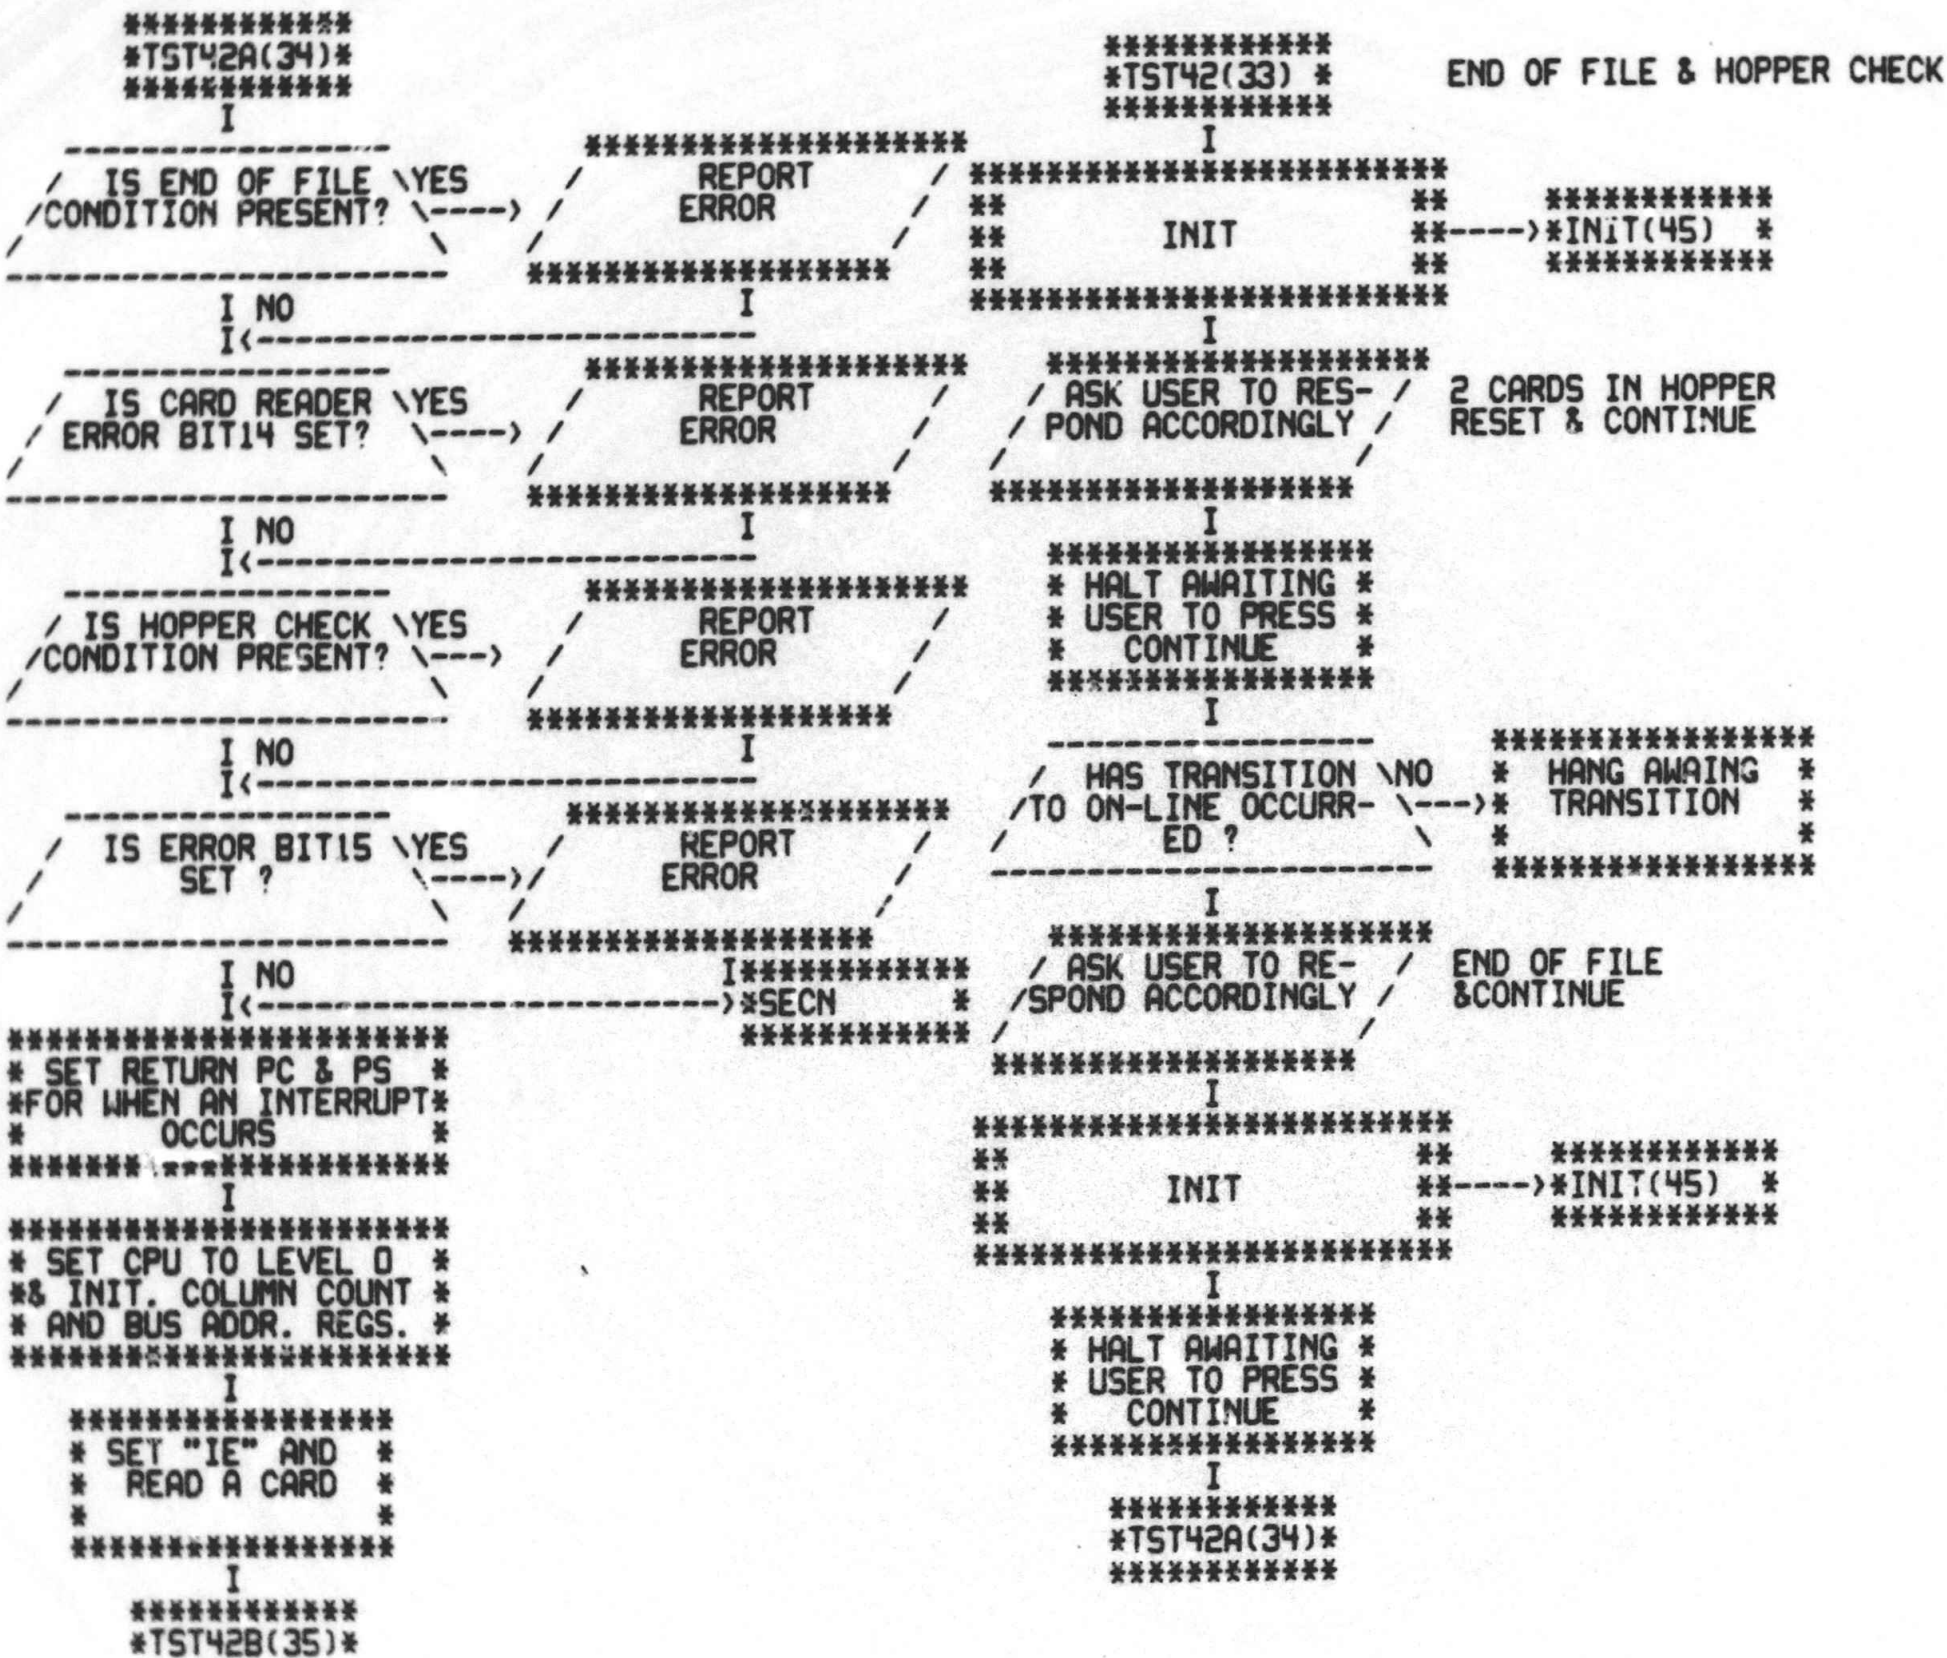 *TST42A(34)*
IS END OF FILE YES
CONDITION PRESENT?
REPORT
ERROR
NO
IS CARD READER YES
ERROR BIT14 SET?
REPORT
ERROR
NO
IS HOPPER CHECK YES
CONDITION PRESENT?
REPORT
ERROR
NO
IS ERROR BIT15 YES
SET ?
REPORT
ERROR
NO
*SECN *
SET RETURN PC & PS
FOR WHEN AN INTERRUPT
OCCURS
SET CPU TO LEVEL 0
& INIT. COLUMN COUNT
AND BUS ADDR. REGS.
SET "IE" AND
READ A CARD
*TST42B(35)*
*TST42(33) *
END OF FILE & HOPPER CHECK
INIT
*INIT(45) *
ASK USER TO RES-
POND ACCORDINGLY
2 CARDS IN HOPPER
RESET & CONTINUE
HALT AWAITING
USER TO PRESS
CONTINUE
HAS TRANSITION NO
TO ON-LINE OCCURR-
ED ?
HANG AWAING
TRANSITION
ASK USER TO RE-
SPOND ACCORDINGLY
END OF FILE
&CONTINUE
INIT
*INIT(45) *
HALT AWAITING
USER TO PRESS
CONTINUE
*TST42A(34)*